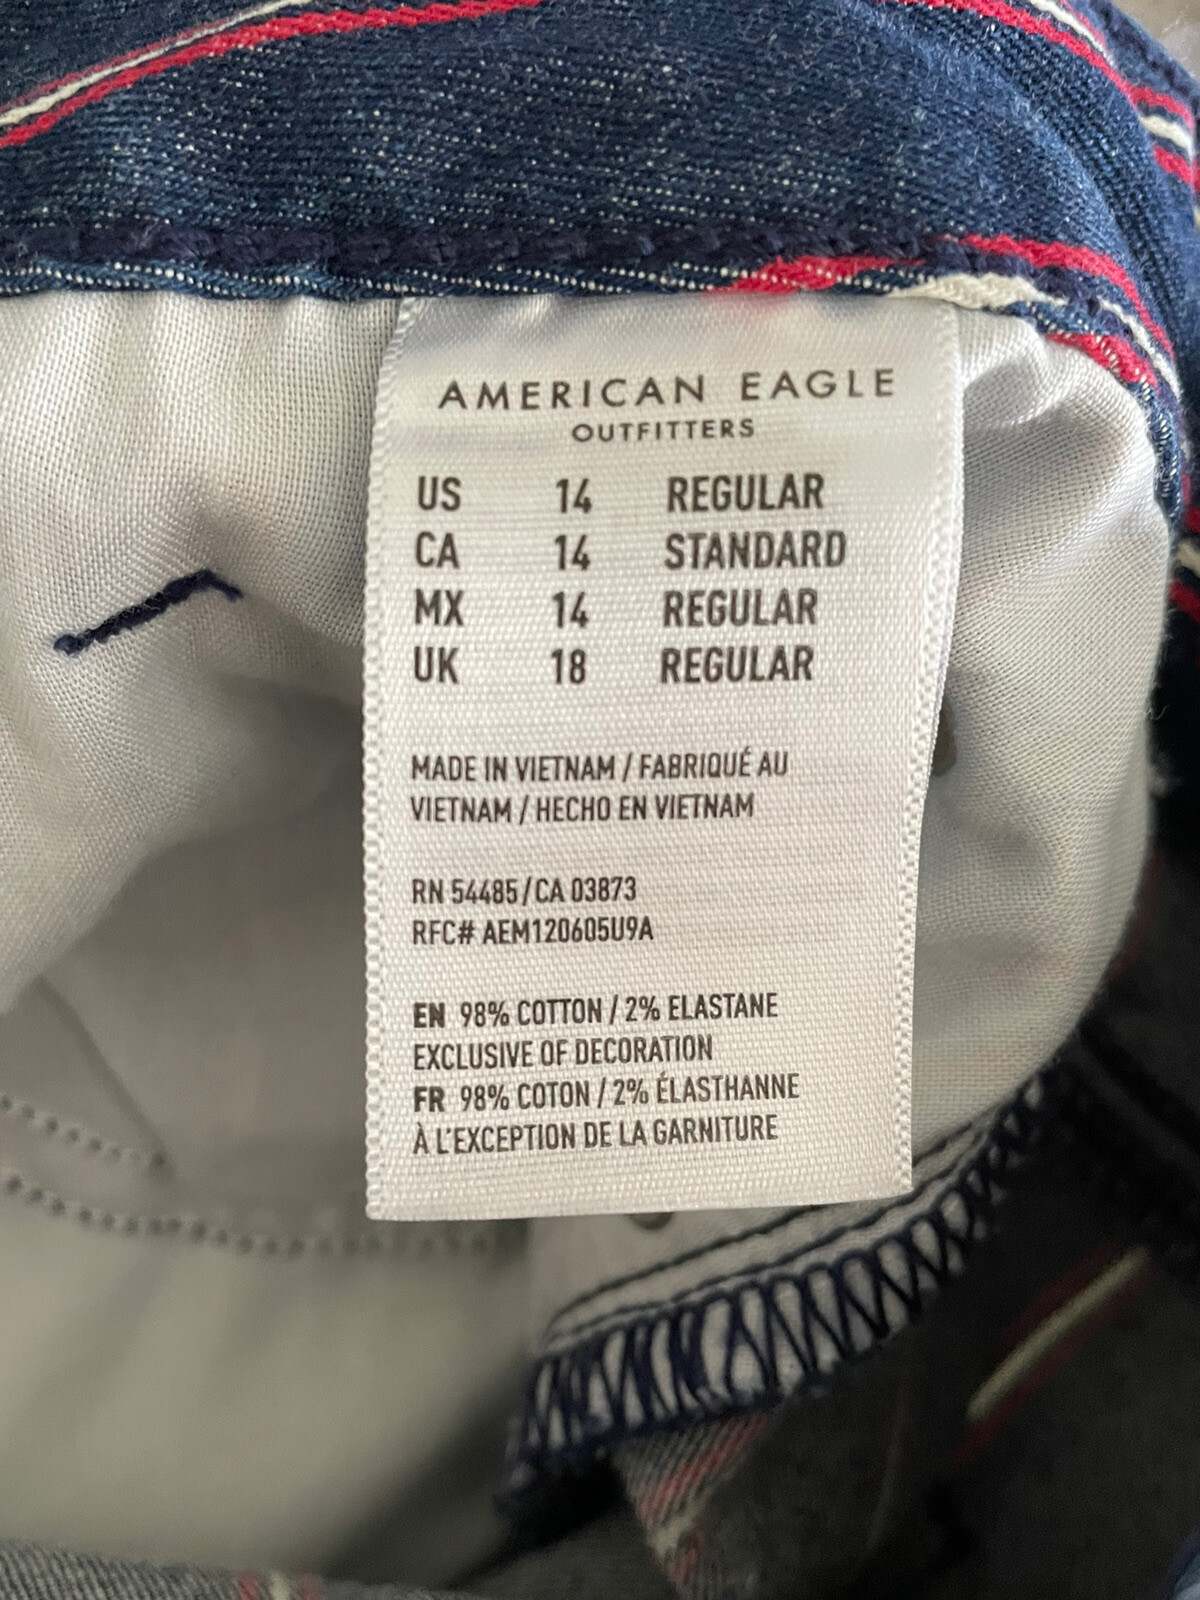 AMERICAN EAGLE
OUTFITTERS
US 14 REGULAR
CA 14 STANDARD
MX 14 REGULAR
UK 18 REGULAR
MADE IN VIETNAM / FABRIQUÉ AU
VIETNAM / HECHO EN VIETNAM
RN 54485/CA 03873
RFC# AEM120605U9A
EN 98% COTTON / 2% ELASTANE
EXCLUSIVE OF DECORATION
FR 98% COTON / 2% ÉLASTHANNE
À L'EXCEPTION DE LA GARNITURE